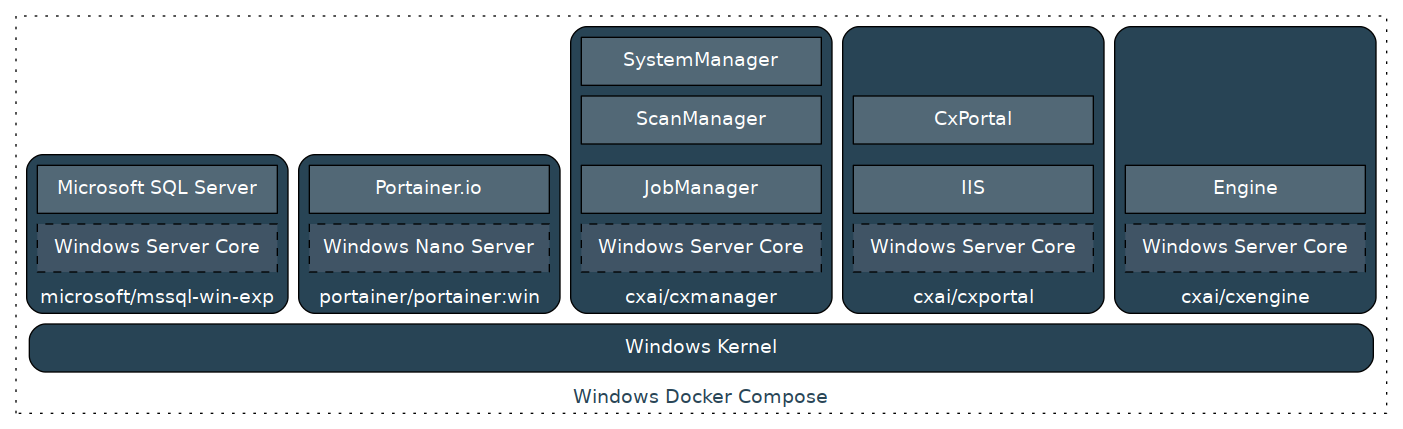 SystemManager
ScanManager
CxPortal
Microsoft SQL Server
Portainer.io
JobManager
IIS
Engine
Windows Server Core
Windows Nano Server
Windows Server Core
Windows Server Core
Windows Server Core
microsoft/mssql-win-exp
portainer/portainer:win
cxai/cxmanager
cxai/cxportal
cxai/cxengine
Windows Kernel
Windows Docker Compose